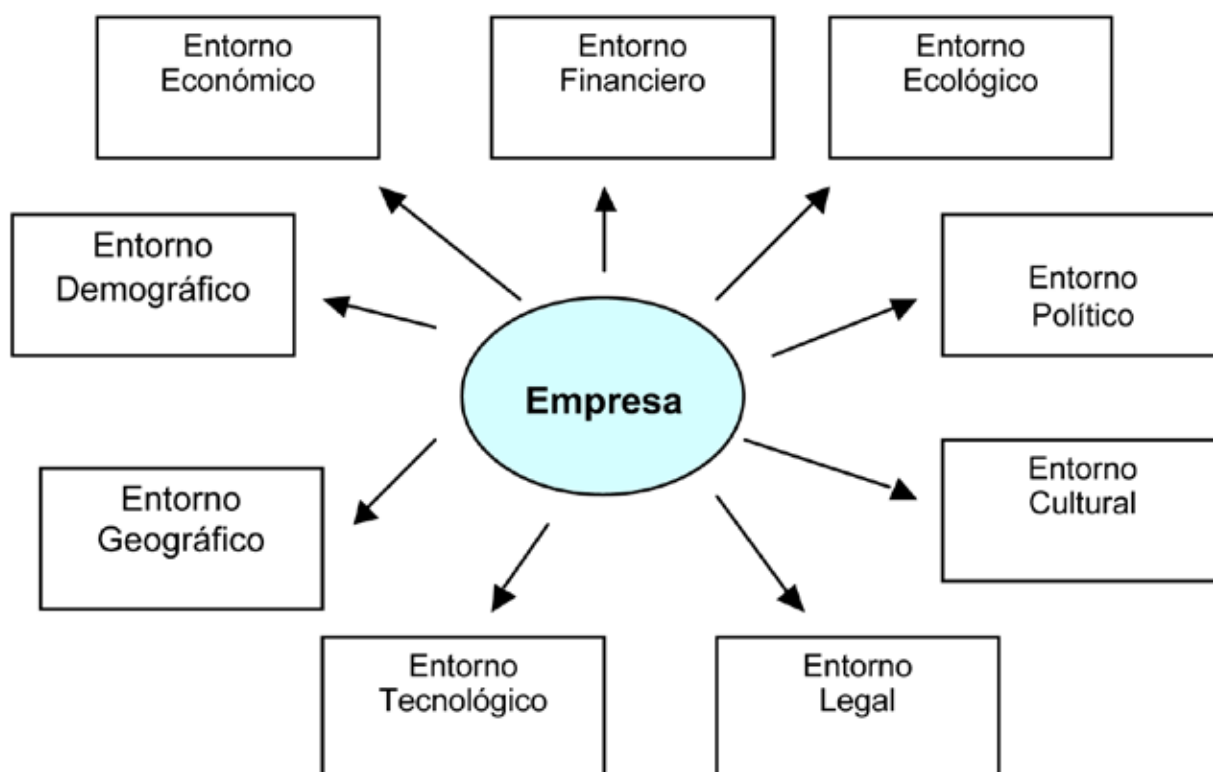 Entorno
Económico
Entorno
Financiero
Entorno
Ecológico
Entorno
Demográfico
Entorno
Político
Empresa
Entorno
Geográfico
Entorno
Cultural
Entorno
Tecnológico
Entorno
Legal